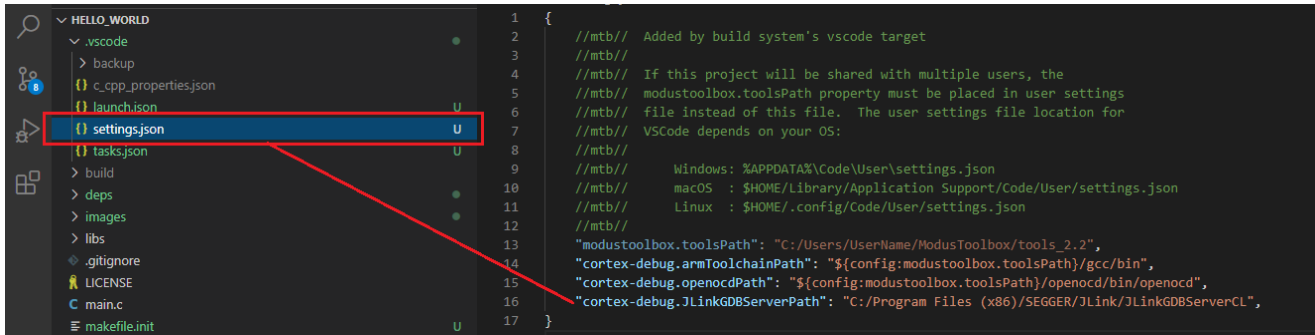 HELLO_WORLD
.vscode
backup
{} c_cpp_properties.json
{} launch.json U
{} settings.json U
{} tasks.json U
build
deps
images
libs
.gitignore
LICENSE
C main.c
makefile.init U
8
1 {
2 //mtb// Added by build system's vscode target
3 //mtb//
4 //mtb// If this project will be shared with multiple users, the
5 //mtb// modustoolbox.toolsPath property must be placed in user settings
6 //mtb// file instead of this file. The user settings file location for
7 //mtb// VSCode depends on your OS:
8 //mtb//
9 //mtb// Windows: %APPDATA%\Code\User\settings.json
10 //mtb// macOS : $HOME/Library/Application Support/Code/User/settings.json
11 //mtb// Linux : $HOME/.config/Code/User/settings.json
12 //mtb//
13 "modustoolbox.toolsPath": "C:/Users/UserName/ModusToolbox/tools_2.2",
14 "cortex-debug.armToolchainPath": "${config:modustoolbox.toolsPath}/gcc/bin",
15 "cortex-debug.openocdPath": "${config:modustoolbox.toolsPath}/openocd/bin/openocd",
16 "cortex-debug.JLinkGDBServerPath": "C:/Program Files (x86)/SEGGER/JLink/JLinkGDBServerCL",
17 }